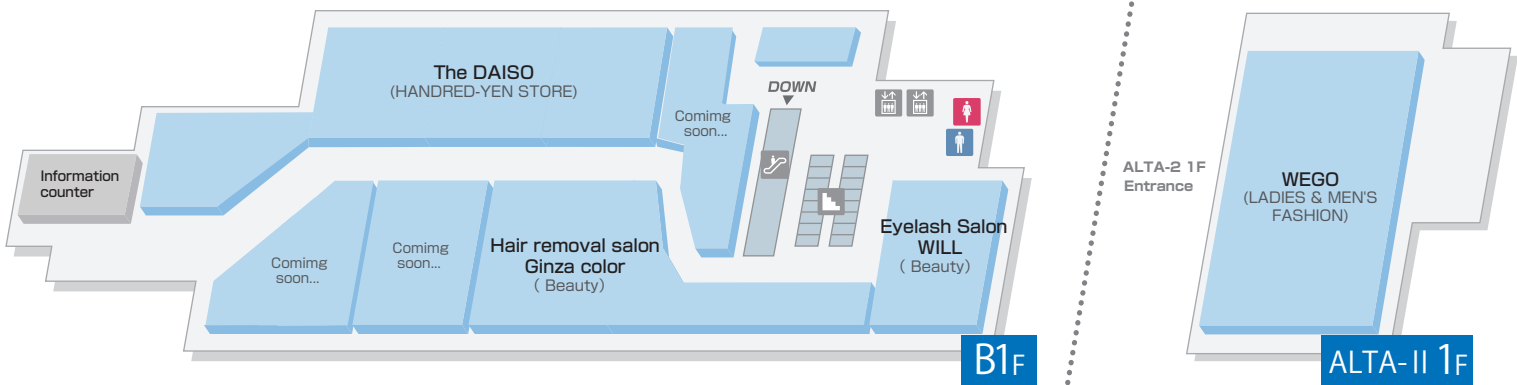 The DAISO
(HANDRED-YEN STORE)
DOWN
Comimg
soon...
Information
counter
Comimg
soon...
Comimg
soon...
Hair removal salon
Ginza color
( Beauty)
Eyelash Salon
WILL
( Beauty)
B1F
ALTA-2 1F
Entrance
WEGO
(LADIES & MEN'S
FASHION)
ALTA-II 1F